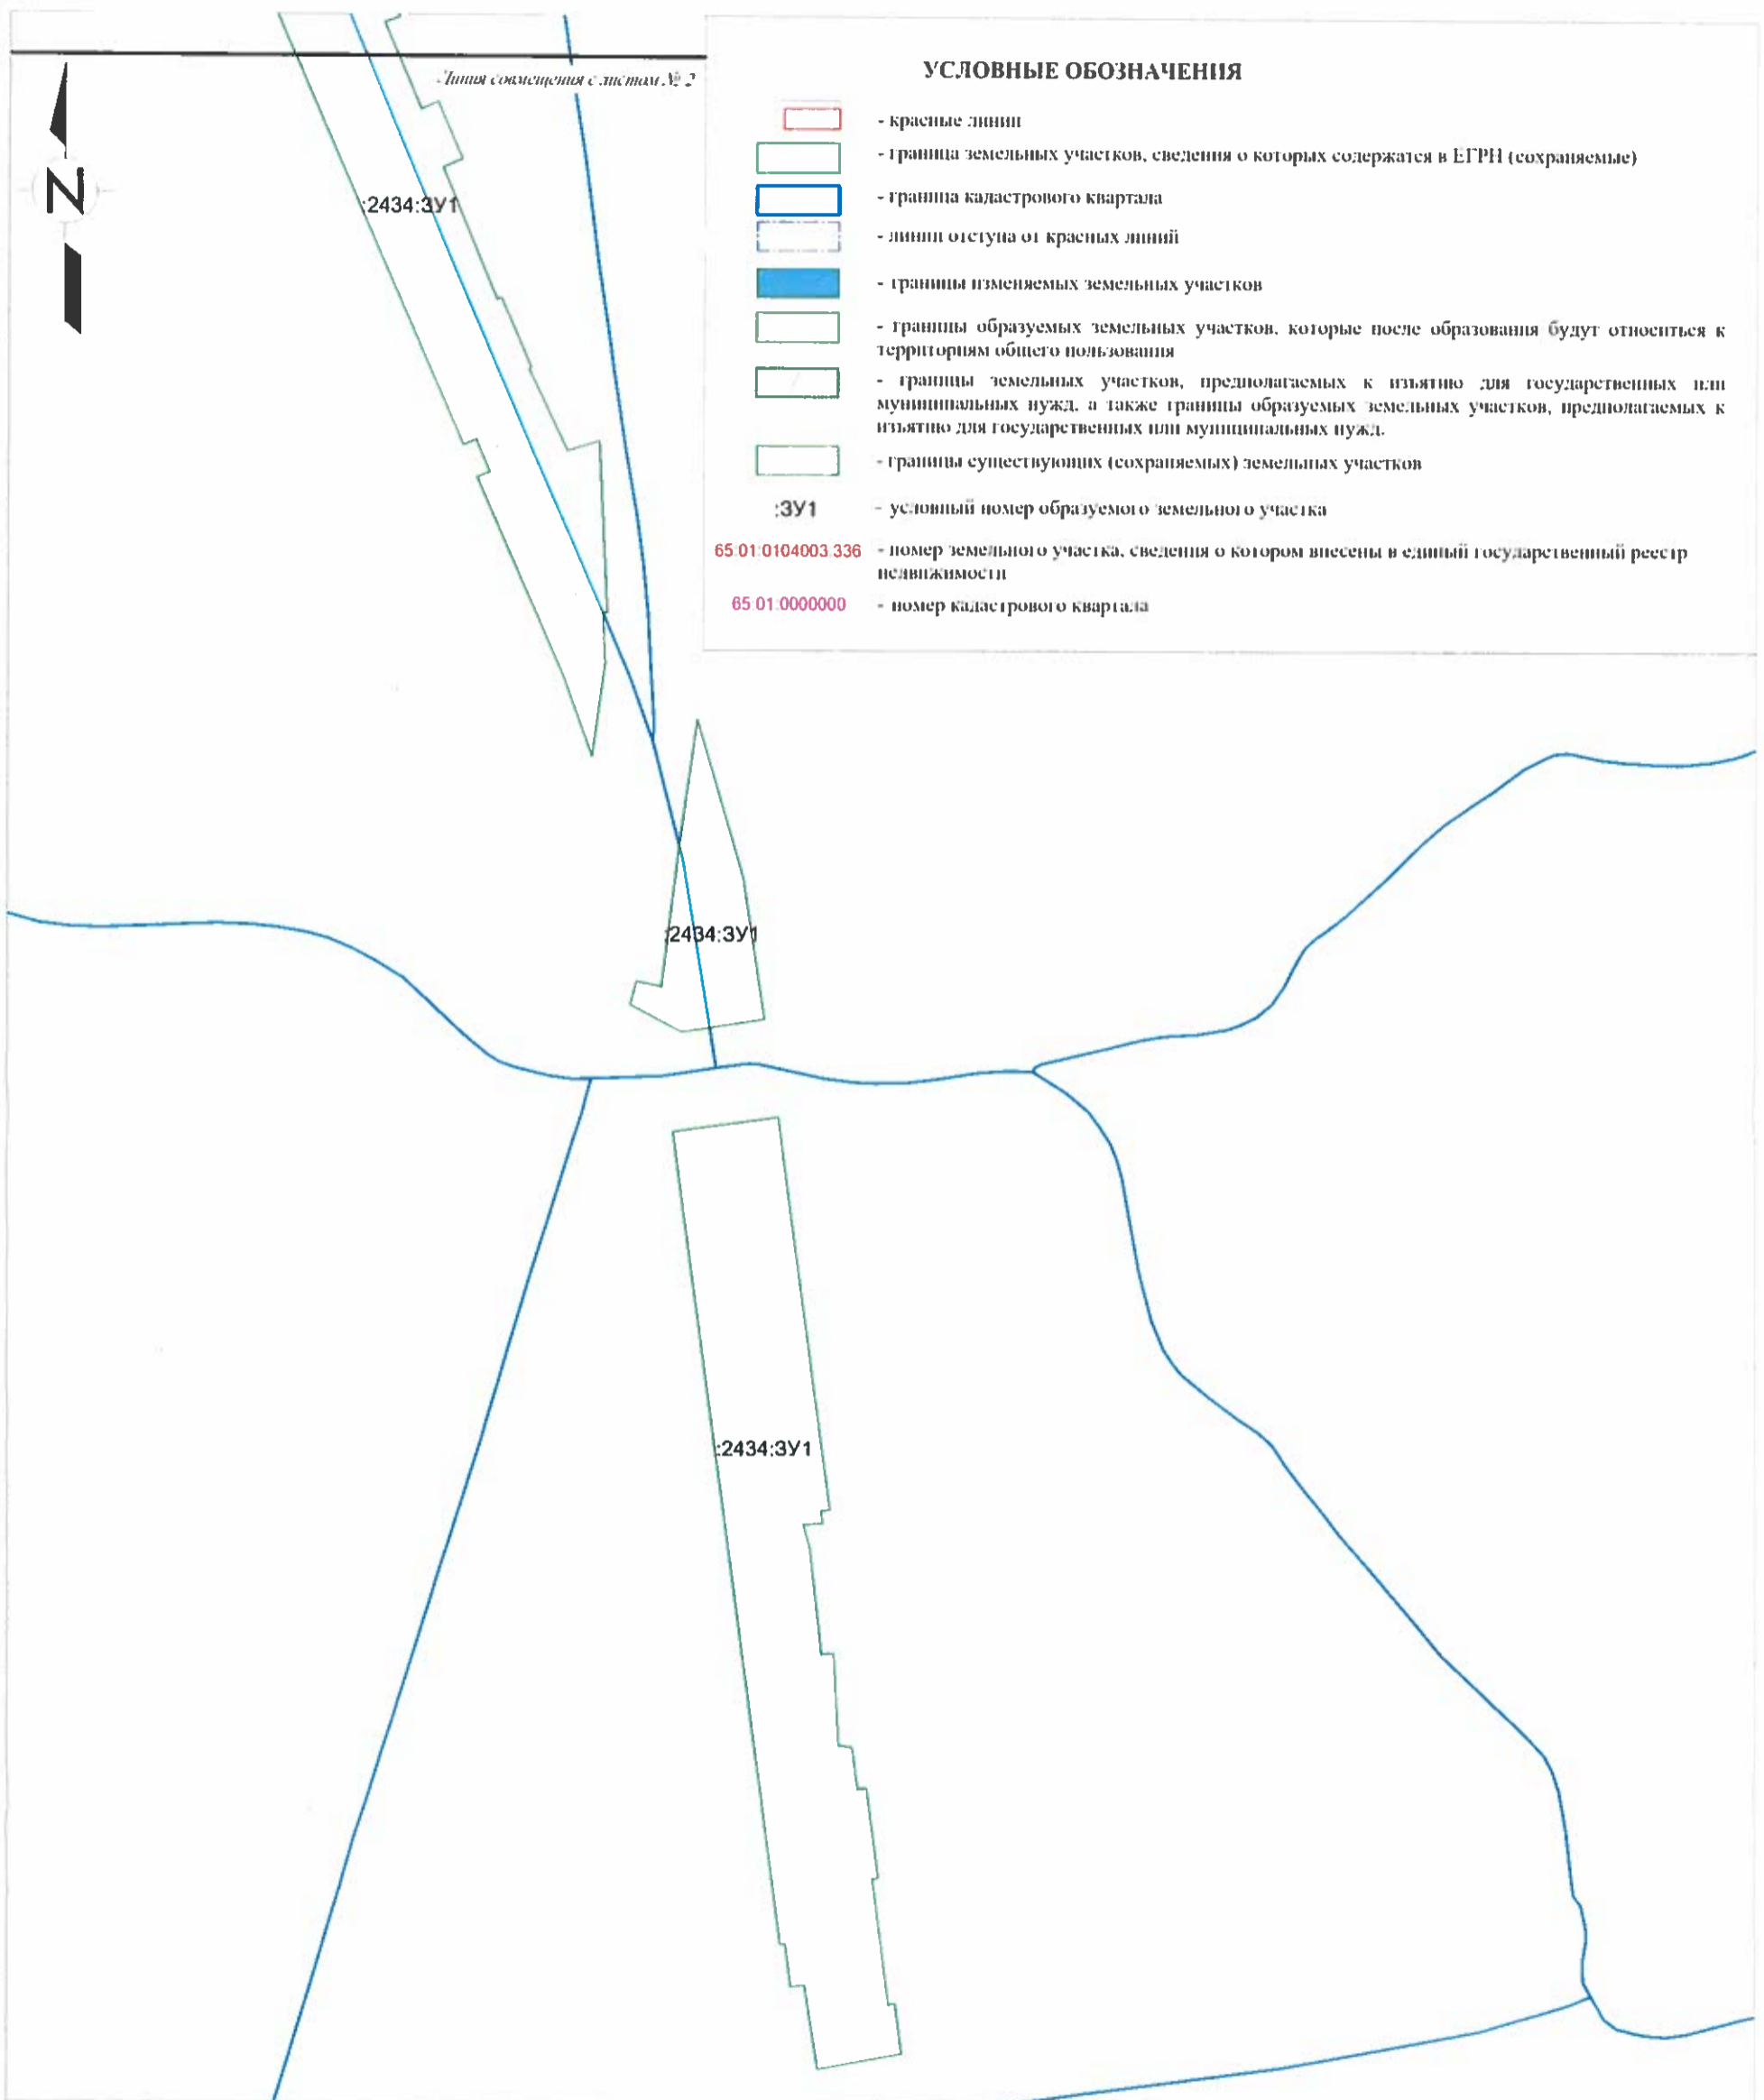 Линия совмещения с листом № 2
N
УСЛОВНЫЕ ОБОЗНАЧЕНИЯ
- красные линии
- граница земельных участков, сведения о которых содержатся в ЕГРН (сохраняемые)
- граница кадастрового квартала
- линии отступа от красных линий
- границы изменяемых земельных участков
- границы образуемых земельных участков, которые после образования будут относиться к
территориям общего пользования
- границы земельных участков, предполагаемых к изъятию для государственных или
муниципальных нужд, а также границы образуемых земельных участков, предполагаемых к
изъятию для государственных или муниципальных нужд.
- границы существующих (сохраняемых) земельных участков
:ЗУ1 - условный номер образуемого земельного участка
65:01:0104003:336 - номер земельного участка, сведения о котором внесены в единый государственный реестр
недвижимости
65:01:0000000 - номер кадастрового квартала
:2434:ЗУ1
:2434:ЗУ1
:2434:ЗУ1